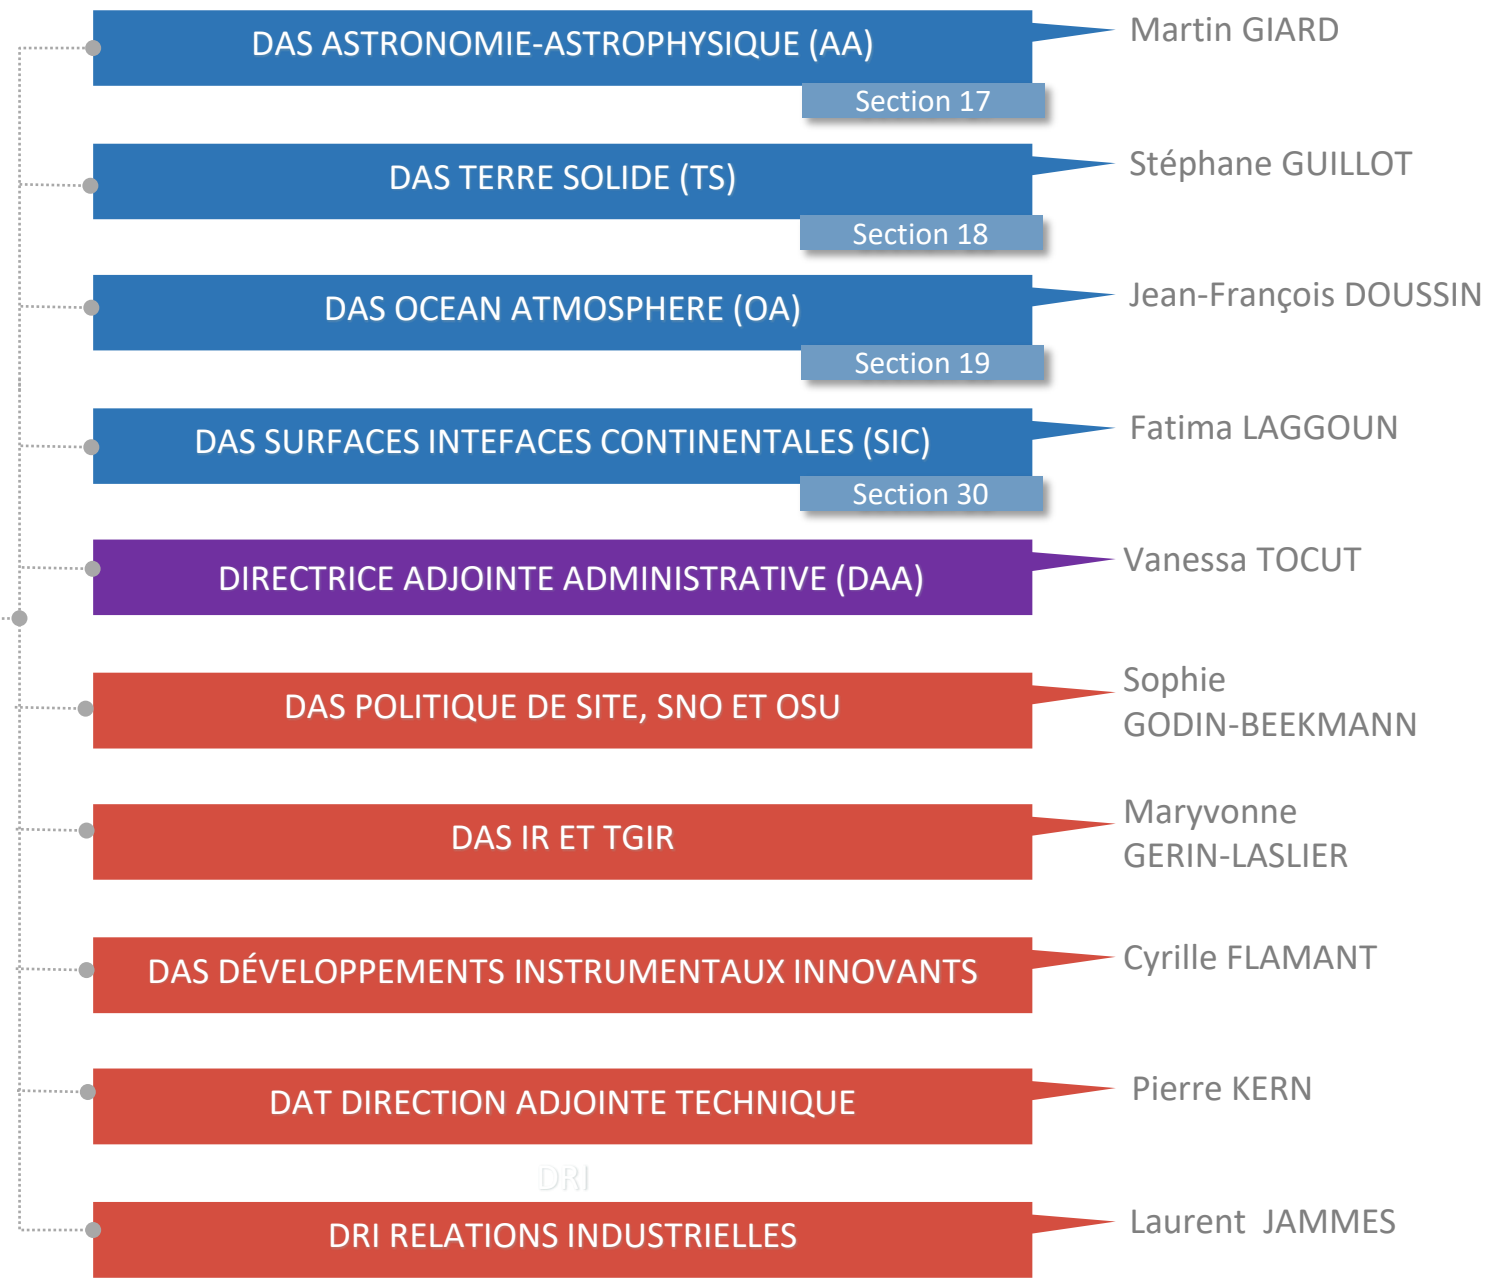 DAS ASTRONOMIE-ASTROPHYSIQUE (AA)
Martin GIARD
Section 17
DAS TERRE SOLIDE (TS)
Stéphane GUILLOT
Section 18
DAS OCEAN ATMOSPHERE (OA)
Jean-François DOUSSIN
Section 19
DAS SURFACES INTEFACES CONTINENTALES (SIC)
Fatima LAGGOUN
Section 30
DIRECTRICE ADJOINTE ADMINISTRATIVE (DAA)
Vanessa TOCUT
DAS POLITIQUE DE SITE, SNO ET OSU
Sophie
GODIN-BEEKMANN
DAS IR ET TGIR
Maryvonne
GERIN-LASLIER
DAS DÉVELOPPEMENTS INSTRUMENTAUX INNOVANTS
Cyrille FLAMANT
DAT DIRECTION ADJOINTE TECHNIQUE
Pierre KERN
DRI
DRI RELATIONS INDUSTRIELLES
Laurent JAMMES